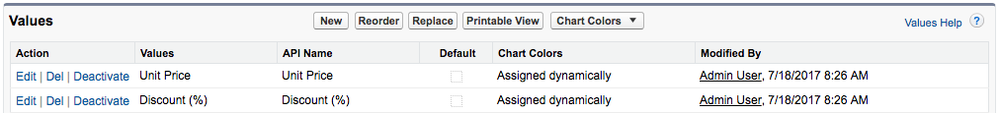 Values New Reorder Replace Printable View Chart Colors Values Help ?
Action Values API Name Default Chart Colors Modified By
Edit | Del | Deactivate Unit Price Unit Price Assigned dynamically Admin User, 7/18/2017 8:26 AM
Edit | Del | Deactivate Discount (%) Discount (%) Assigned dynamically Admin User, 7/18/2017 8:26 AM